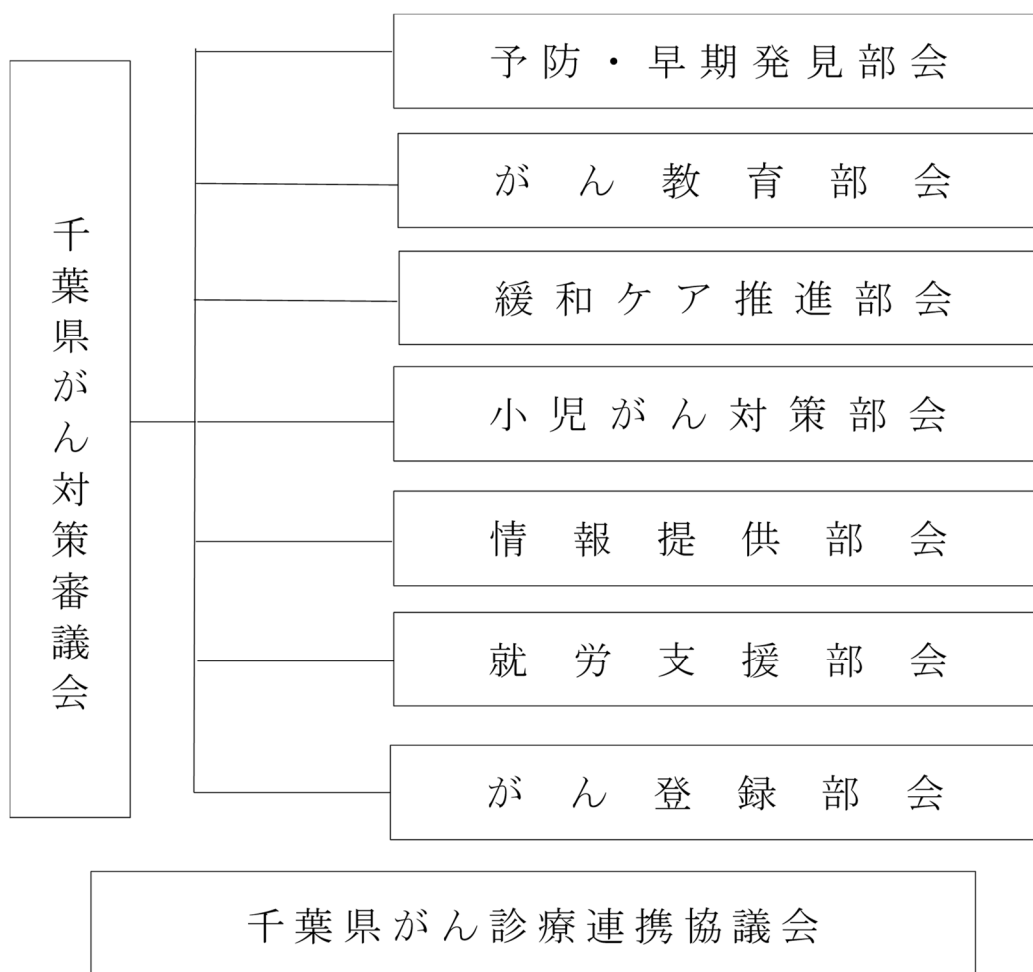 千葉県がん対策審議会
予防・早期発見部会
がん教育部会
緩和ケア推進部会
小児がん対策部会
情報提供部会
就労支援部会
がん登録部会
千葉県がん診療連携協議会